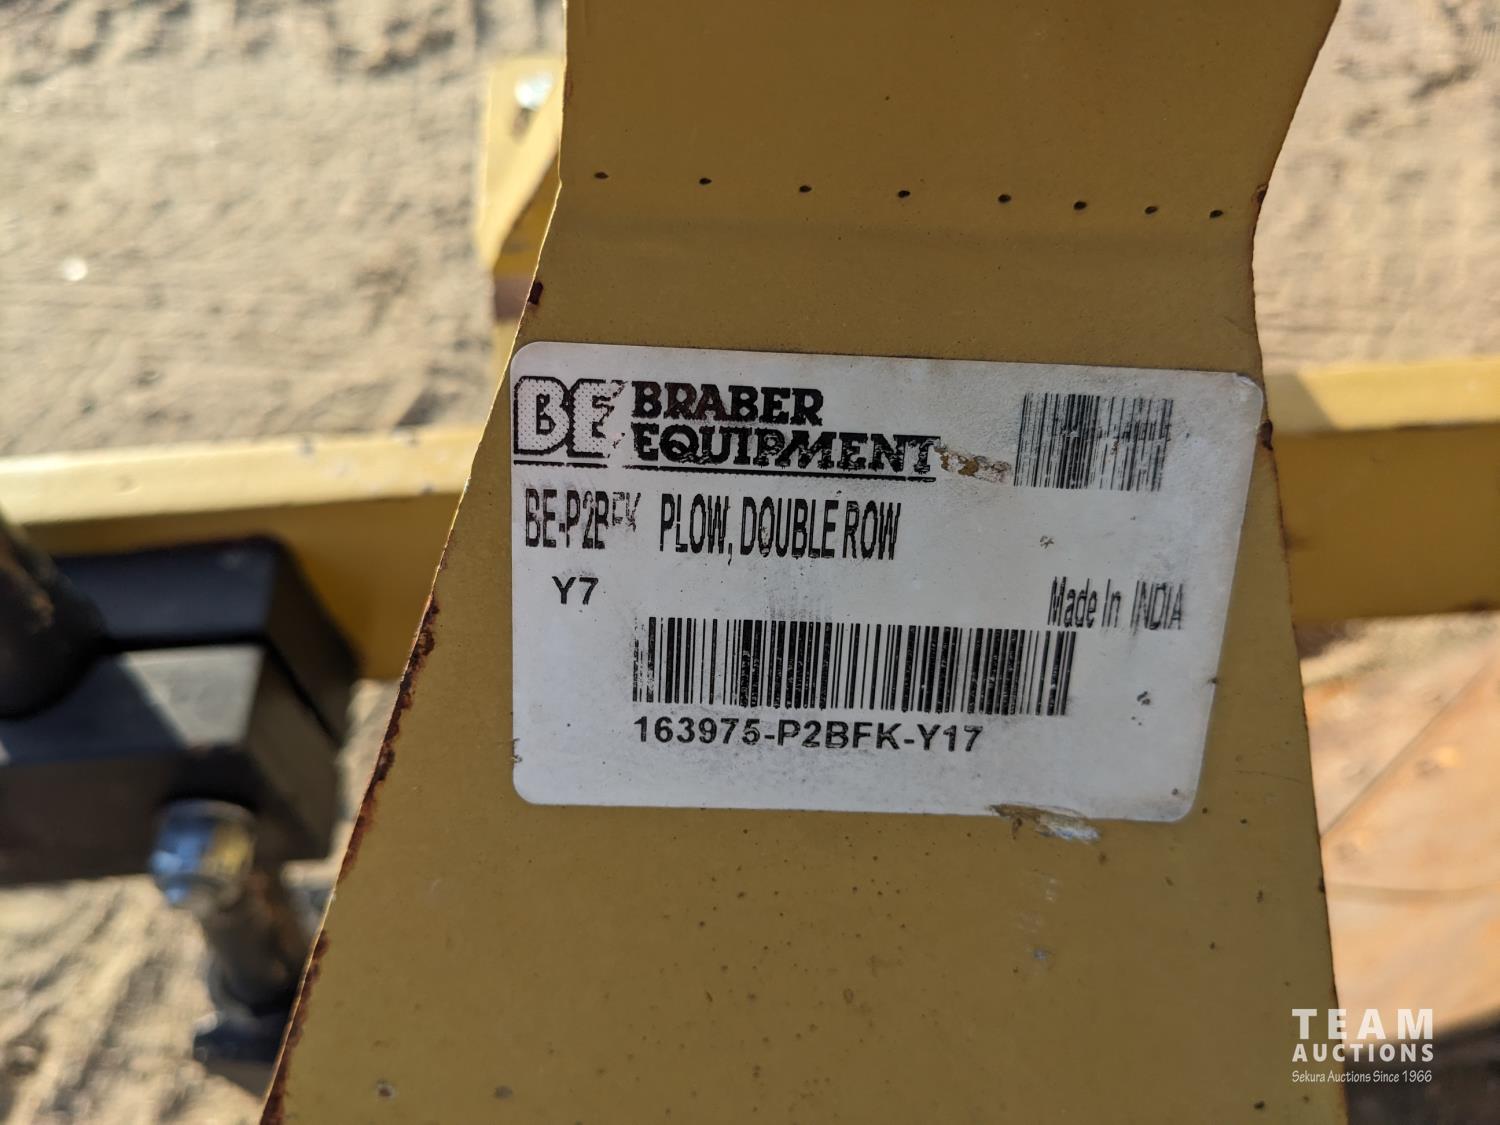 BE BRABER
EQUIPMENT
BE-P2BFK PLOW, DOUBLE ROW
Y7
Made In INDIA
163975-P2BFK-Y17
TEAM
AUCTIONS
Sekura Auctions Since 1966